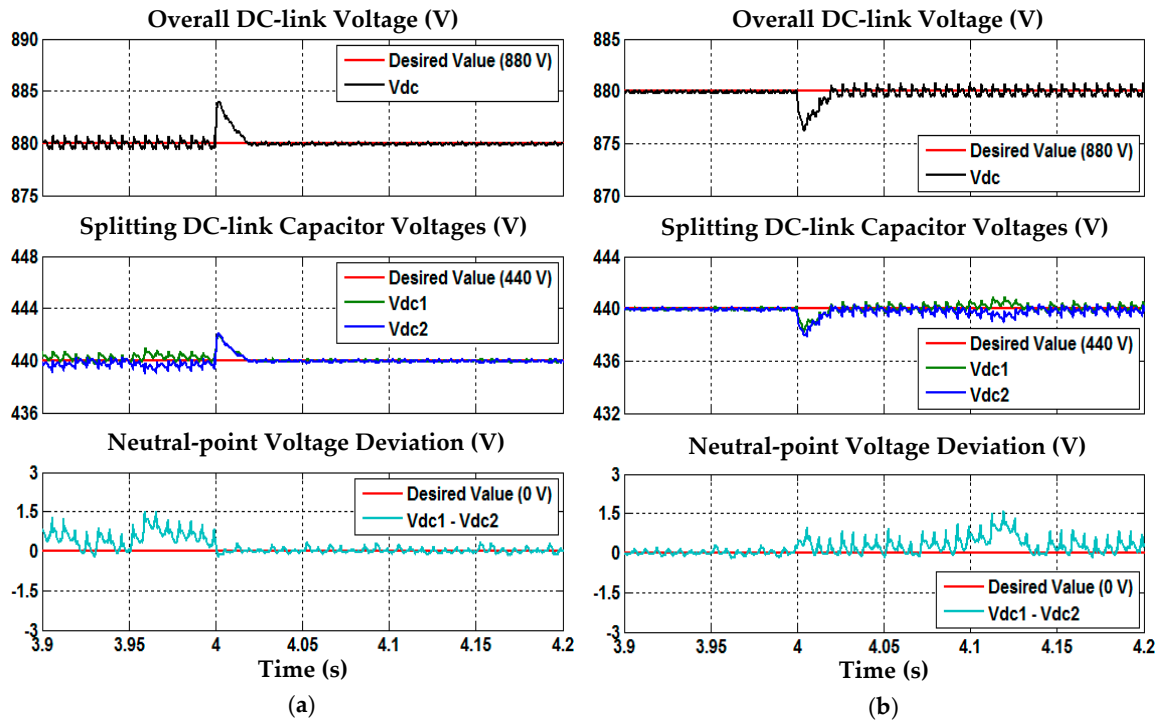 Overall DC-link Voltage (V)
890
885
880
875
Desired Value (880 V)
Vdc
Splitting DC-link Capacitor Voltages (V)
448
444
440
436
Desired Value (440 V)
Vdc1
Vdc2
Neutral-point Voltage Deviation (V)
3
1.5
0
-1.5
-3
Desired Value (0 V)
Vdc1 - Vdc2
3.9 3.95 4 4.05 4.1 4.15 4.2
Time (s)
(a)
Overall DC-link Voltage (V)
885
880
875
870
Desired Value (880 V)
Vdc
Splitting DC-link Capacitor Voltages (V)
444
440
436
432
Desired Value (440 V)
Vdc1
Vdc2
Neutral-point Voltage Deviation (V)
3
1.5
0
-1.5
-3
Desired Value (0 V)
Vdc1 - Vdc2
3.9 3.95 4 4.05 4.1 4.15 4.2
Time (s)
(b)